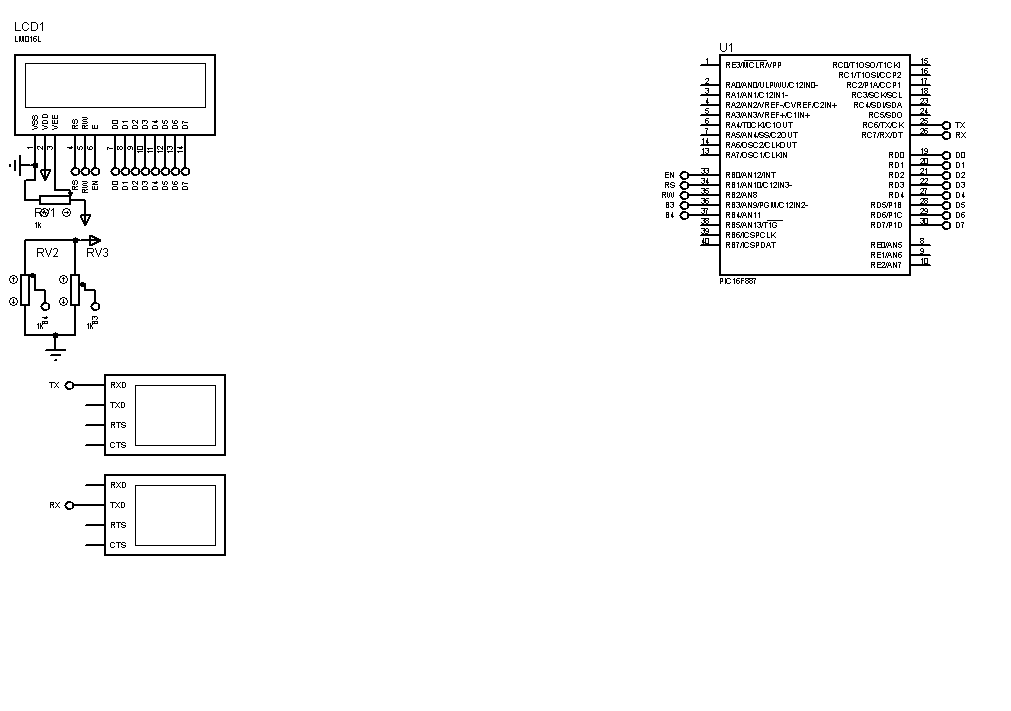 LCD1
LM016L
VSS
VDD
VEE
RS
RW
E
D0
D1
D2
D3
D4
D5
D6
D7
1
2
3
4
5
6
7
8
9
10
11
12
13
14
RS
RW
EN
D0
D1
D2
D3
D4
D5
D6
D7
RV1
1K
RV2
RV3
B4
1K
B3
1K
TX
RXD
TXD
RTS
CTS
RXD
RX
TXD
RTS
CTS
U1
1 RE3/MCLR/VPP
2 RA0/AN0/ULPWU/C12IN0-
3 RA1/AN1/C12IN1-
4 RA2/AN2/VREF-/CVREF/C2IN+
5 RA3/AN3/VREF+/C1IN+
6 RA4/T0CKI/C1OUT
7 RA5/AN4/SS/C2OUT
14 RA6/OSC2/CLKOUT
13 RA7/OSC1/CLKIN
EN 33 RB0/AN12/INT
RS 34 RB1/AN10/C12IN3-
RW 35 RB2/AN8
B3 36 RB3/AN9/PGM/C12IN2-
B4 37 RB4/AN11
38 RB5/AN13/T1G
39 RB6/ICSPCLK
40 RB7/ICSPDAT
RC0/T1OSO/T1CKI 15
RC1/T1OSI/CCP2 16
RC2/P1A/CCP1 17
RC3/SCK/SCL 18
RC4/SDI/SDA 23
RC5/SDO 24
RC6/TX/CK 25 TX
RC7/RX/DT 26 RX
RD0 19 D0
RD1 20 D1
RD2 21 D2
RD3 22 D3
RD4 27 D4
RD5/P1B 28 D5
RD6/P1C 29 D6
RD7/P1D 30 D7
RE0/AN5 8
RE1/AN6 9
RE2/AN7 10
PIC16F887